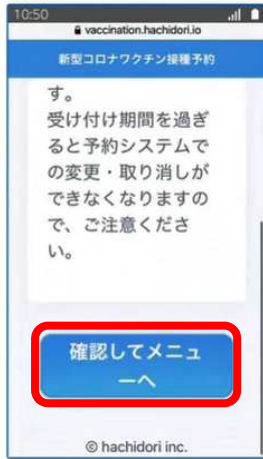 10:50
vaccination.hachidori.io
新型コロナワクチン接種予約
す。
受け付け期間を過ぎ
ると予約システムで
の変更・取り消しが
できなくなりますの
で、ご注意くださ
い。
確認してメニュ
ーへ
© hachidori inc.